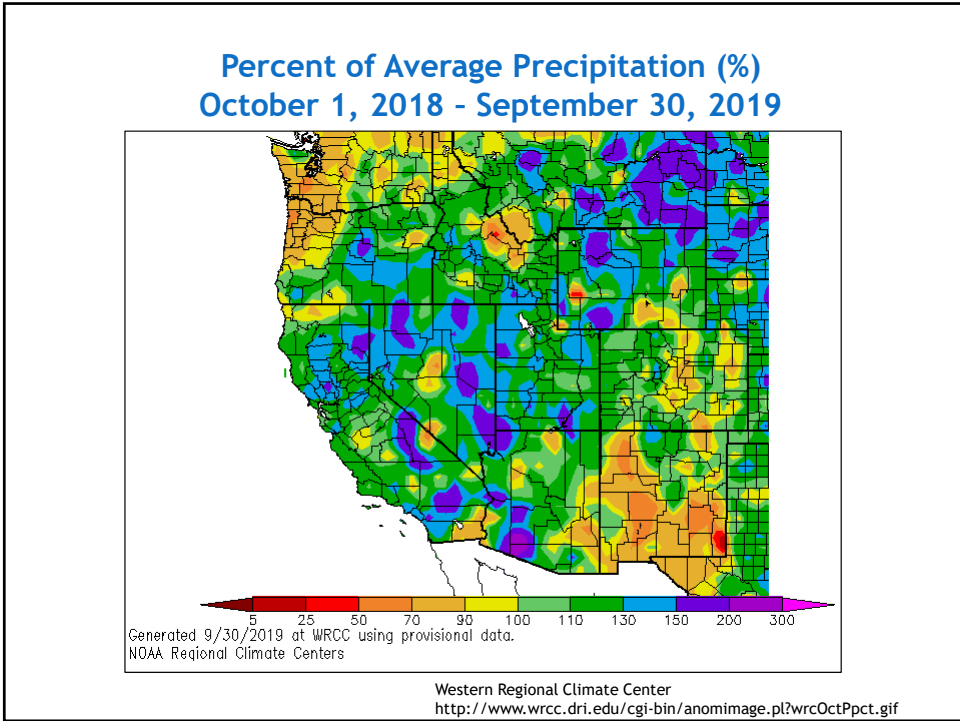 Percent of Average Precipitation (%)
October 1, 2018 - September 30, 2019
5 25 50 70 90 100 110 130 150 200 300
Generated 9/30/2019 at WRCC using provisional data.
NOAA Regional Climate Centers
Western Regional Climate Center
http://www.wrcc.dri.edu/cgi-bin/anomimage.pl?wrcOctPpct.gif